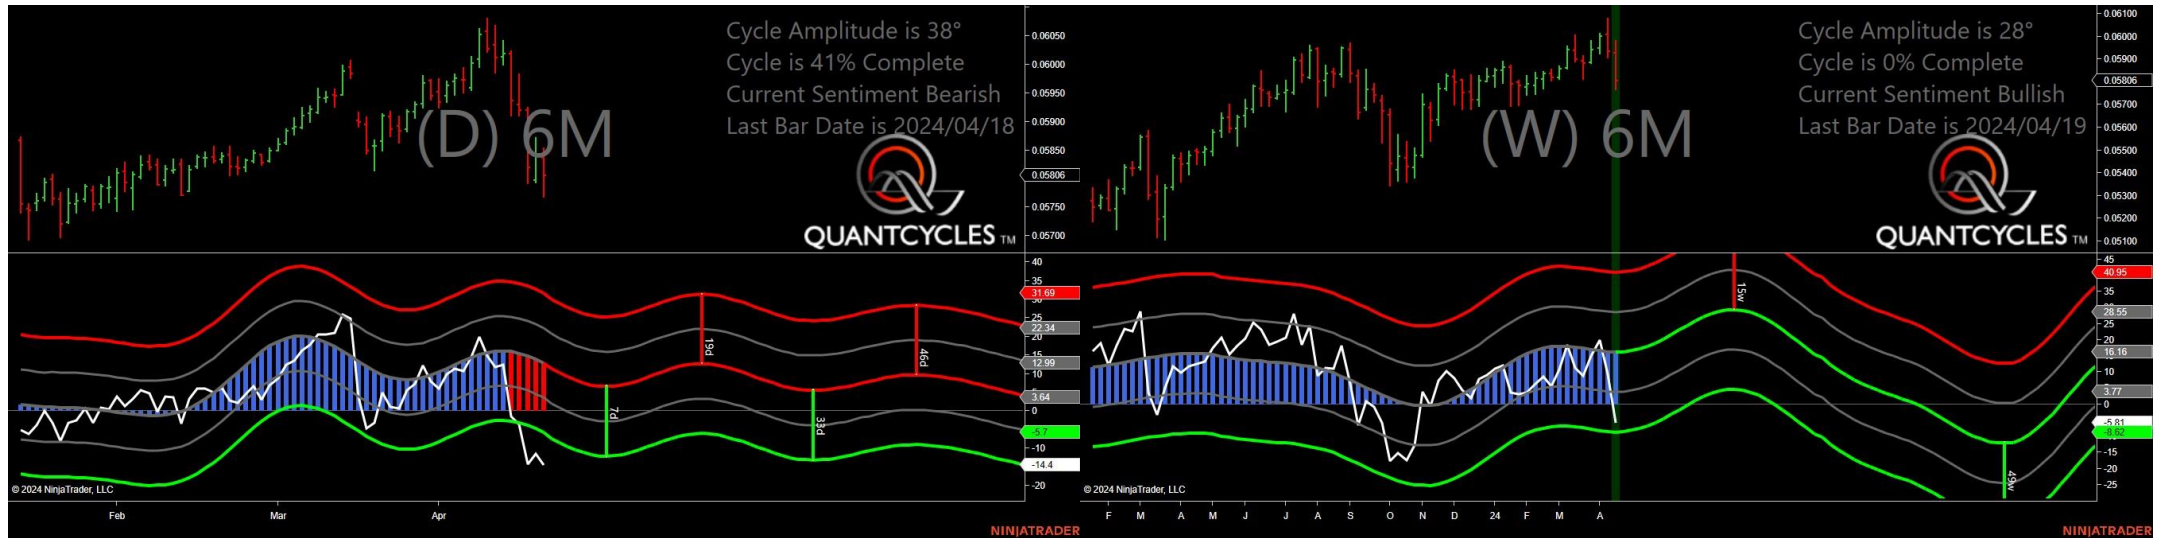 Cycle Amplitude is 38°
Cycle is 41% Complete
Current Sentiment Bearish
Last Bar Date is 2024/04/18
(D) 6M
QUANTCYCLES TM
0.06050
0.06000
0.05950
0.05900
0.05850
0.05806
0.05750
0.05700
40
35
31.69
25
22.34
20
15
12.99
10
5
3.64
0
-5.7
-10
-14.4
-20
7d
19d
33d
46d
© 2024 NinjaTrader, LLC
Feb Mar Apr
NINJATRADER
Cycle Amplitude is 28°
Cycle is 0% Complete
Current Sentiment Bullish
Last Bar Date is 2024/04/19
(W) 6M
QUANTCYCLES TM
0.06100
0.06000
0.05900
0.05806
0.05700
0.05600
0.05500
0.05400
0.05300
0.05200
0.05100
45
40.95
35
28.55
25
20
16.16
10
3.77
0
-5.81
-8.62
-15
-20
-25
15w
49w
© 2024 NinjaTrader, LLC
F M A M J J A S O N D 24 F M A
NINJATRADER